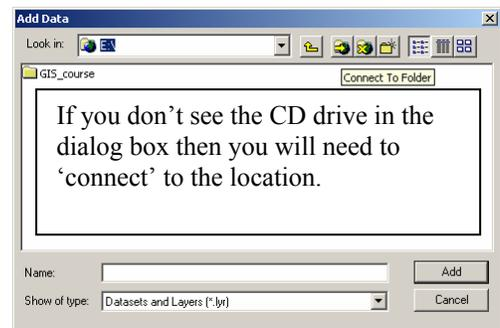 Add Data
Look in: E:\
GIS_course
Connect To Folder
If you don’t see the CD drive in the
dialog box then you will need to
‘connect’ to the location.
Name: Add
Show of type: Datasets and Layers (*.lyr) Cancel